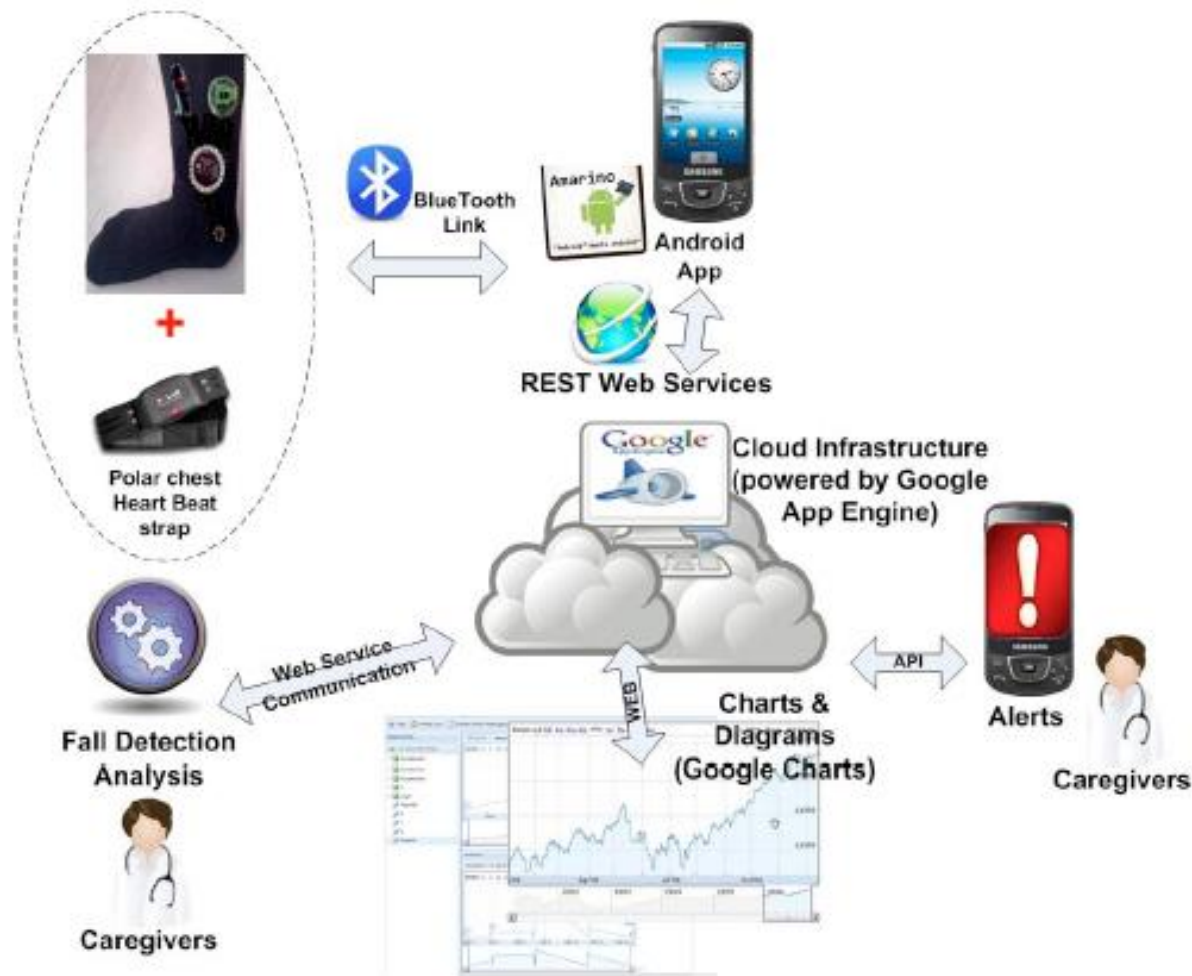 Amarino
BlueTooth
Link
SAMSUNG
Android
App
REST Web Services
Polar chest
Heart Beat
strap
Google
App Engine
Cloud Infrastructure
(powered by Google
App Engine)
SAMSUNG
Web Service
Communication
API
WEB
Fall Detection
Analysis
Charts &
Diagrams
(Google Charts)
Alerts
Caregivers
Caregivers